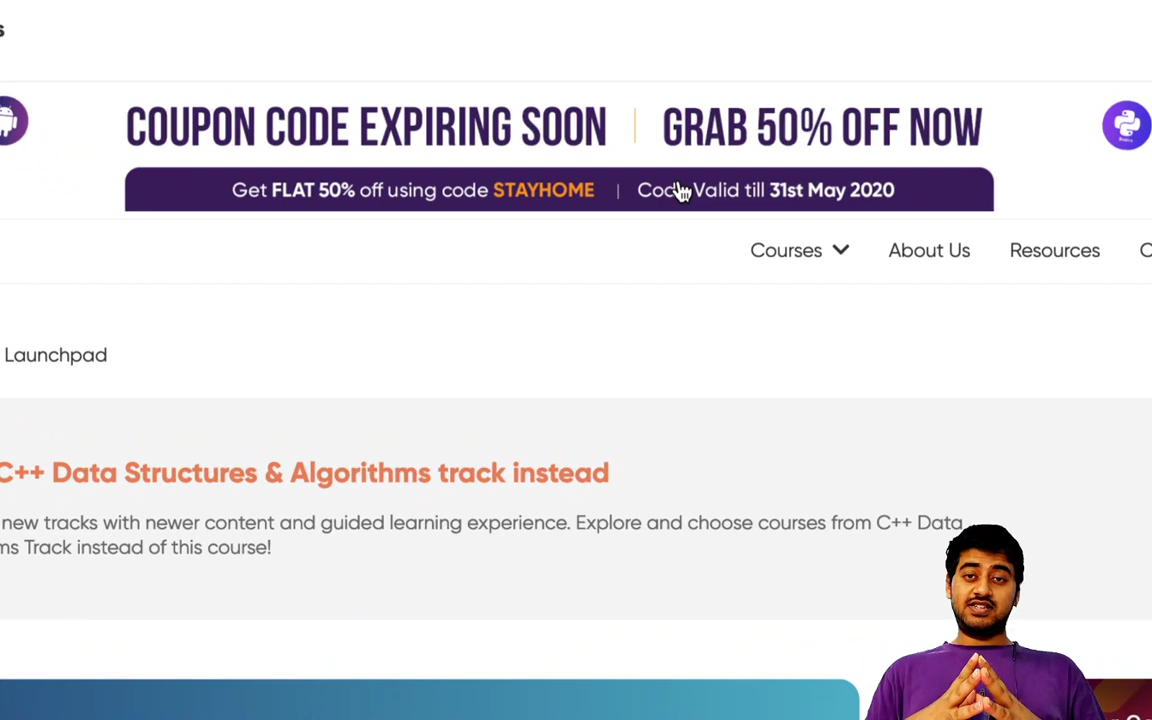 s
COUPON CODE EXPIRING SOON | GRAB 50% OFF NOW
Get FLAT 50% off using code STAYHOME | Code Valid till 31st May 2020
Courses About Us Resources C
Launchpad
C++ Data Structures & Algorithms track instead
new tracks with newer content and guided learning experience. Explore and choose courses from C++ Data
ms Track instead of this course!